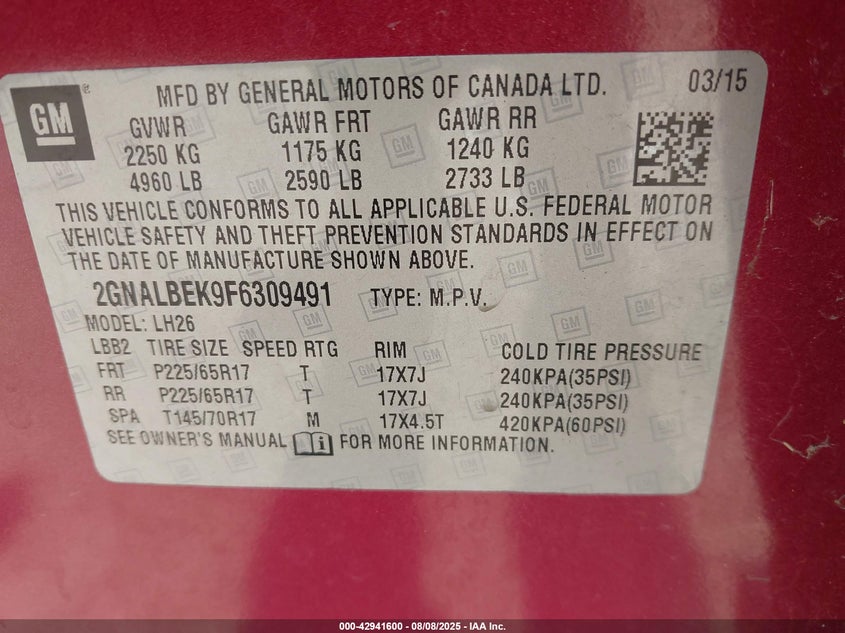 GM
MFD BY GENERAL MOTORS OF CANADA LTD. 03/15
GVWR GAWR FRT GAWR RR
2250 KG 1175 KG 1240 KG
4960 LB 2590 LB 2733 LB
THIS VEHICLE CONFORMS TO ALL APPLICABLE U.S. FEDERAL MOTOR
VEHICLE SAFETY AND THEFT PREVENTION STANDARDS IN EFFECT ON
THE DATE OF MANUFACTURE SHOWN ABOVE.
2GNALBEK9F6309491 TYPE: M.P.V.
MODEL: LH26
LBB2 TIRE SIZE SPEED RTG RIM COLD TIRE PRESSURE
FRT P225/65R17 T 17X7J 240KPA(35PSI)
RR P225/65R17 T 17X7J 240KPA(35PSI)
SPA T145/70R17 M 17X4.5T 420KPA(60PSI)
SEE OWNER'S MANUAL FOR MORE INFORMATION.
000-42941600 - 08/08/2025 - IAA Inc.